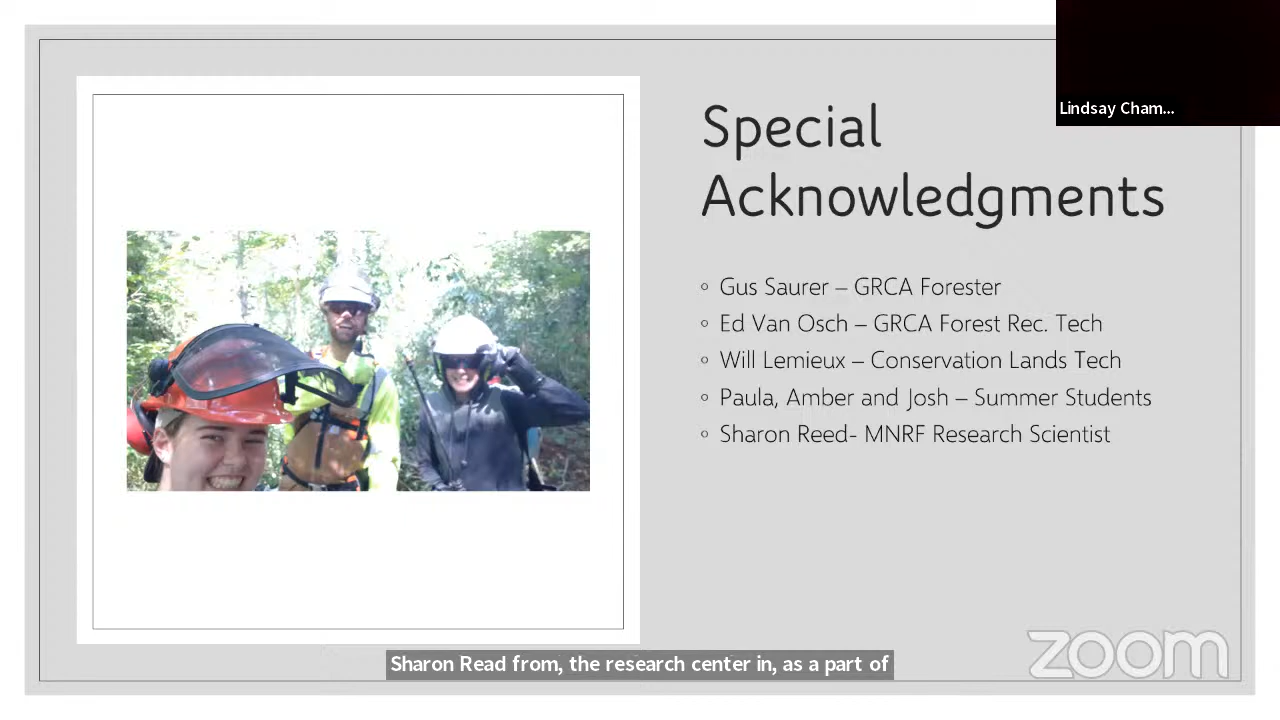 Lindsay Cham...
Special
Acknowledgments
◦ Gus Saurer – GRCA Forester
◦ Ed Van Osch – GRCA Forest Rec. Tech
◦ Will Lemieux – Conservation Lands Tech
◦ Paula, Amber and Josh – Summer Students
◦ Sharon Reed- MNRF Research Scientist
Sharon Read from, the research center in, as a part of
zoom